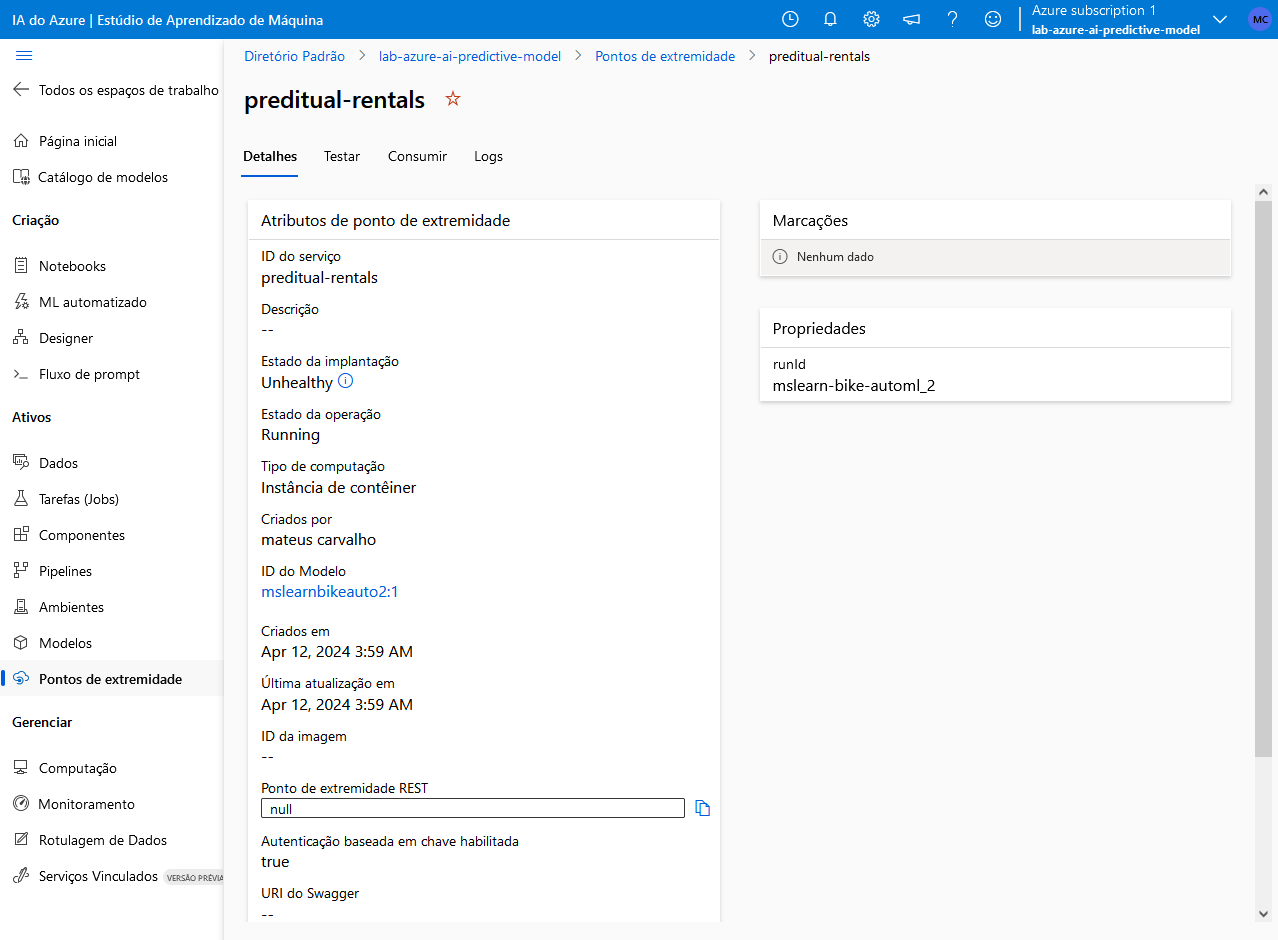 IA do Azure | Estúdio de Aprendizado de Máquina
Azure subscription 1
lab-azure-ai-predictive-model
MC
Todos os espaços de trabalho
Página inicial
Catálogo de modelos
Criação
Notebooks
ML automatizado
Designer
Fluxo de prompt
Ativos
Dados
Tarefas (Jobs)
Componentes
Pipelines
Ambientes
Modelos
Pontos de extremidade
Gerenciar
Computação
Monitoramento
Rotulagem de Dados
Serviços Vinculados VERSÃO PRÉVIA
Diretório Padrão > lab-azure-ai-predictive-model > Pontos de extremidade > preditual-rentals
preditual-rentals
Detalhes Testar Consumir Logs
Atributos de ponto de extremidade
ID do serviço
preditual-rentals
Descrição
--
Estado da implantação
Unhealthy
Estado da operação
Running
Tipo de computação
Instância de contêiner
Criados por
mateus carvalho
ID do Modelo
mslearnbikeauto2:1
Criados em
Apr 12, 2024 3:59 AM
Última atualização em
Apr 12, 2024 3:59 AM
ID da imagem
--
Ponto de extremidade REST
null
Autenticação baseada em chave habilitada
true
URI do Swagger
--
Marcações
Nenhum dado
Propriedades
runId
mslearn-bike-automl_2